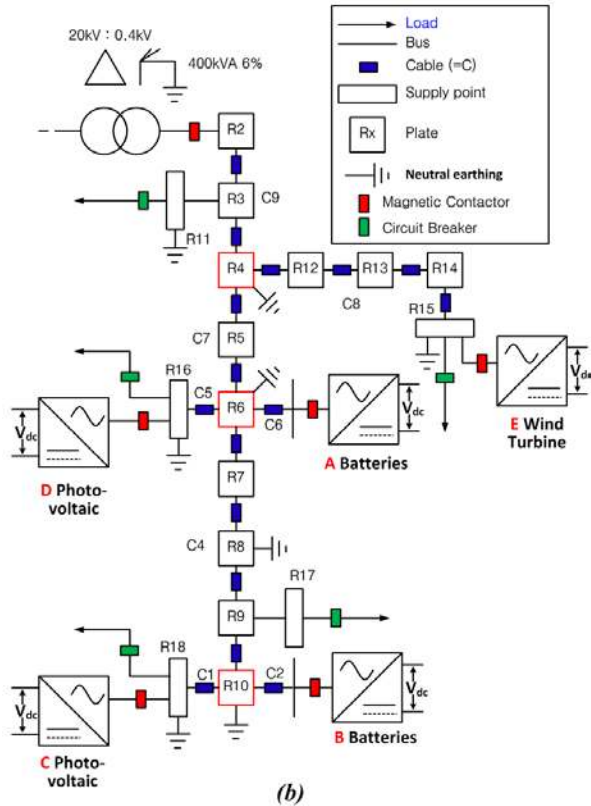 20kV : 0.4kV
400kVA 6%
Load
Bus
Cable (=C)
Supply point
Rx
Plate
Neutral earthing
Magnetic Contactor
Circuit Breaker
R2
R3
C9
R11
R4
R12
R13
R14
C8
R15
C7
R5
R16
C5
R6
C6
Vdc
Vdc
Vdc
A Batteries
E Wind
Turbine
D Photo-
voltaic
R7
C4
R8
R17
R9
R18
C1
R10
C2
Vdc
Vdc
B Batteries
C Photo-
voltaic
(b)